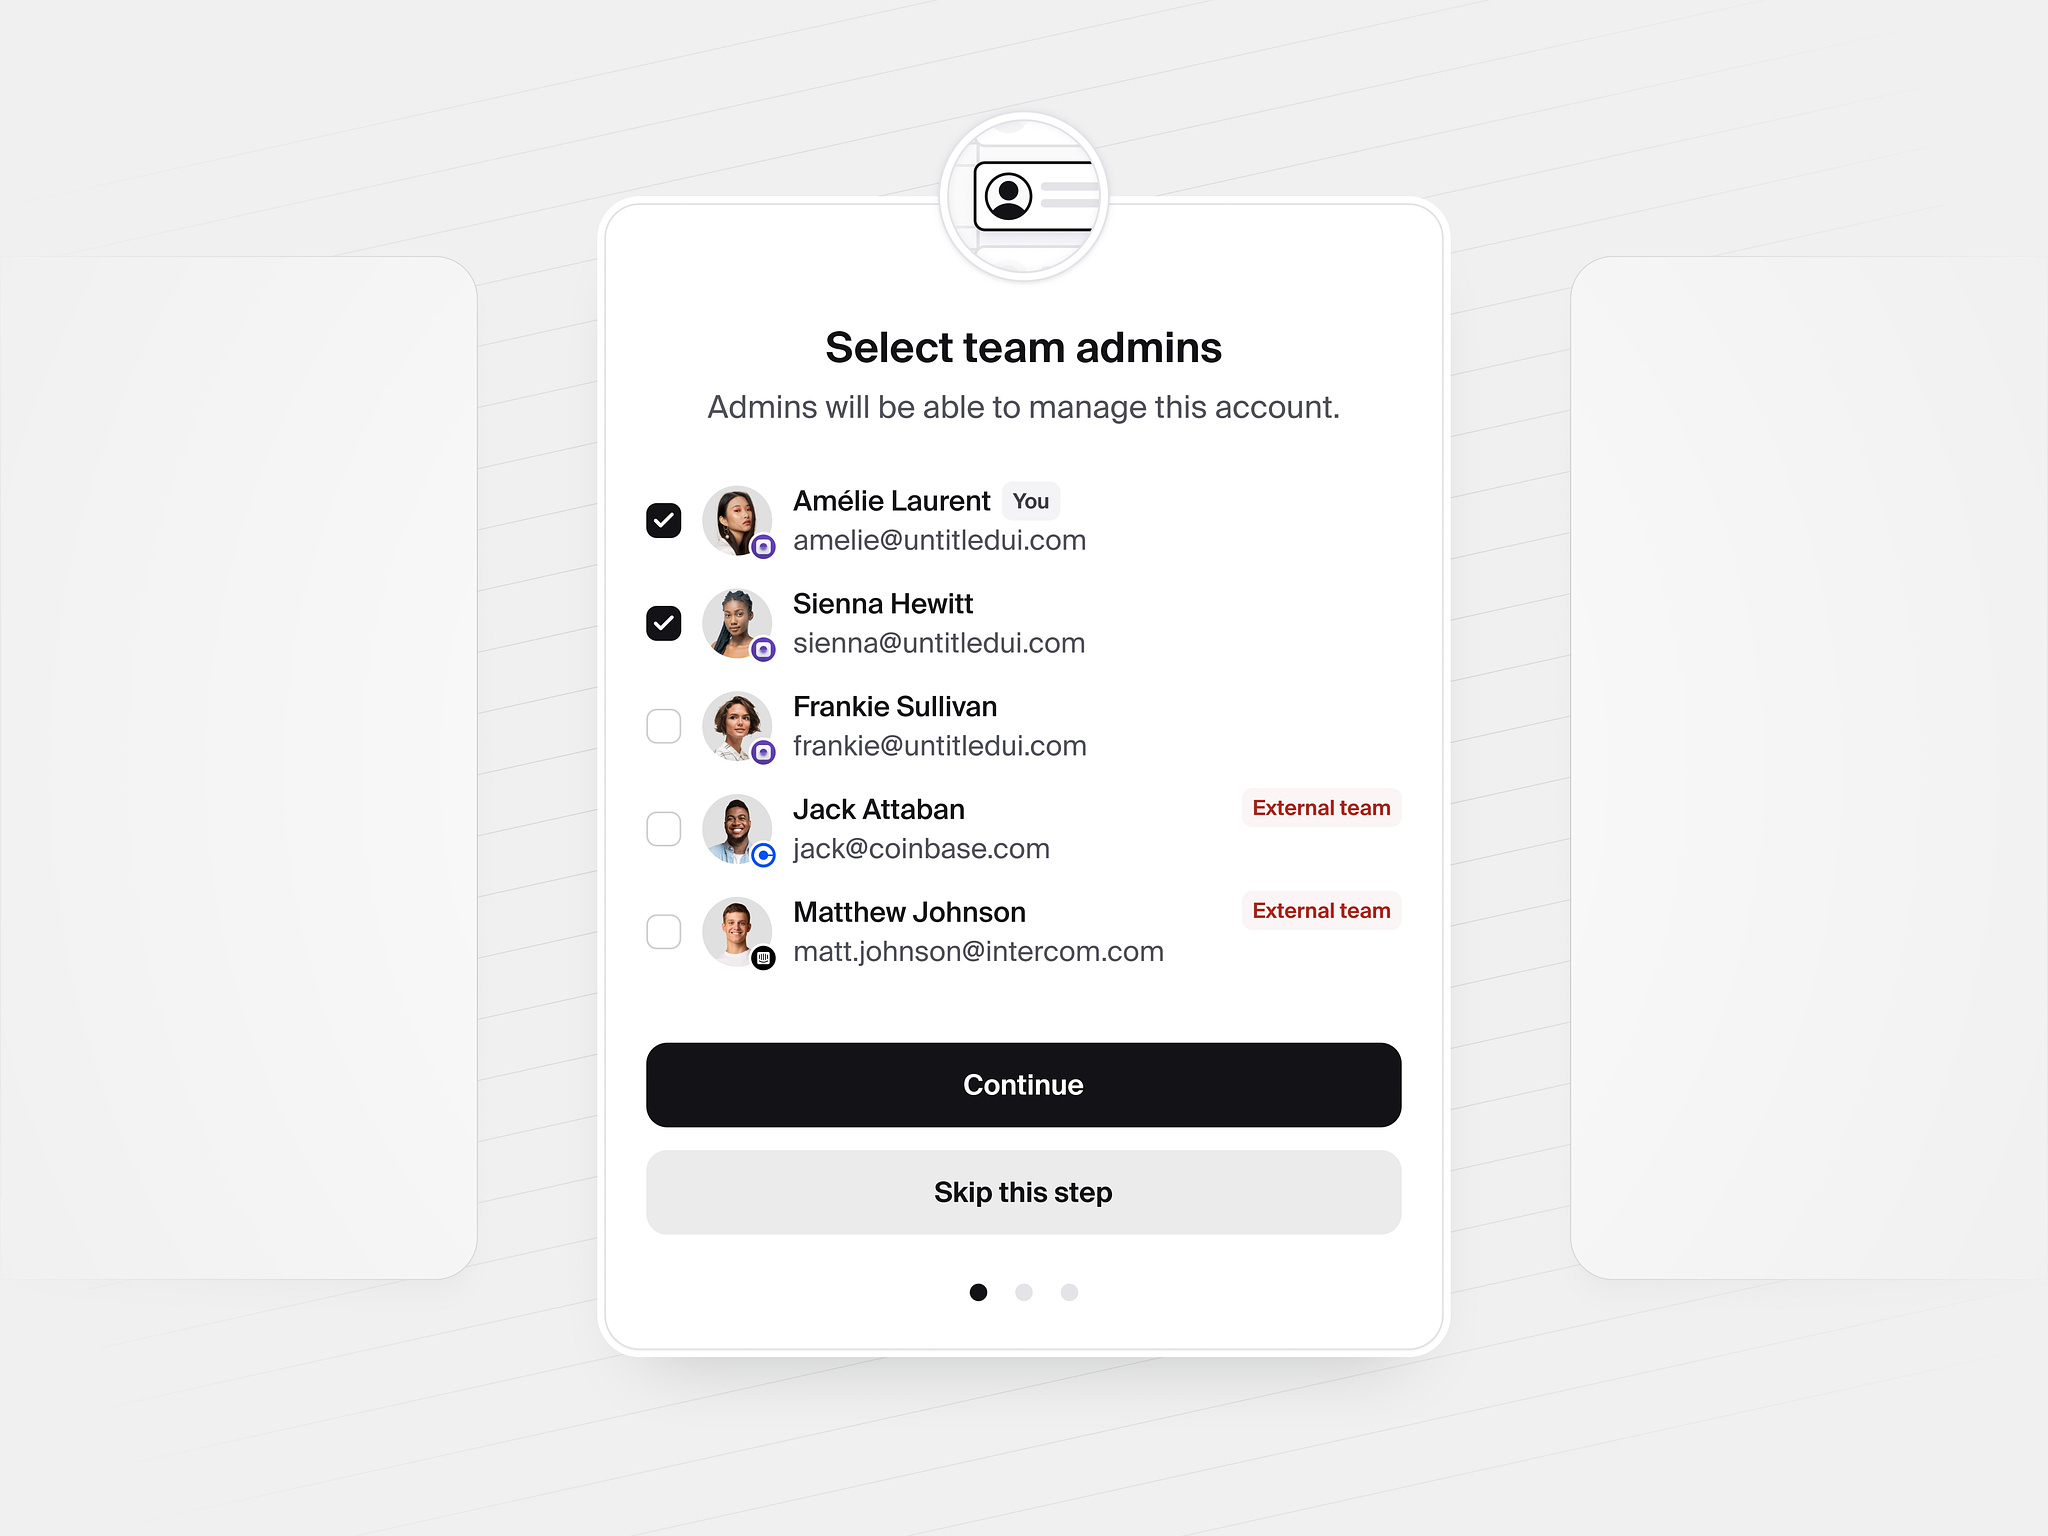 Select team admins
Admins will be able to manage this account.
Amélie Laurent You
amelie@untitledui.com
Sienna Hewitt
sienna@untitledui.com
Frankie Sullivan
frankie@untitledui.com
Jack Attaban External team
jack@coinbase.com
Matthew Johnson External team
matt.johnson@intercom.com
Continue
Skip this step